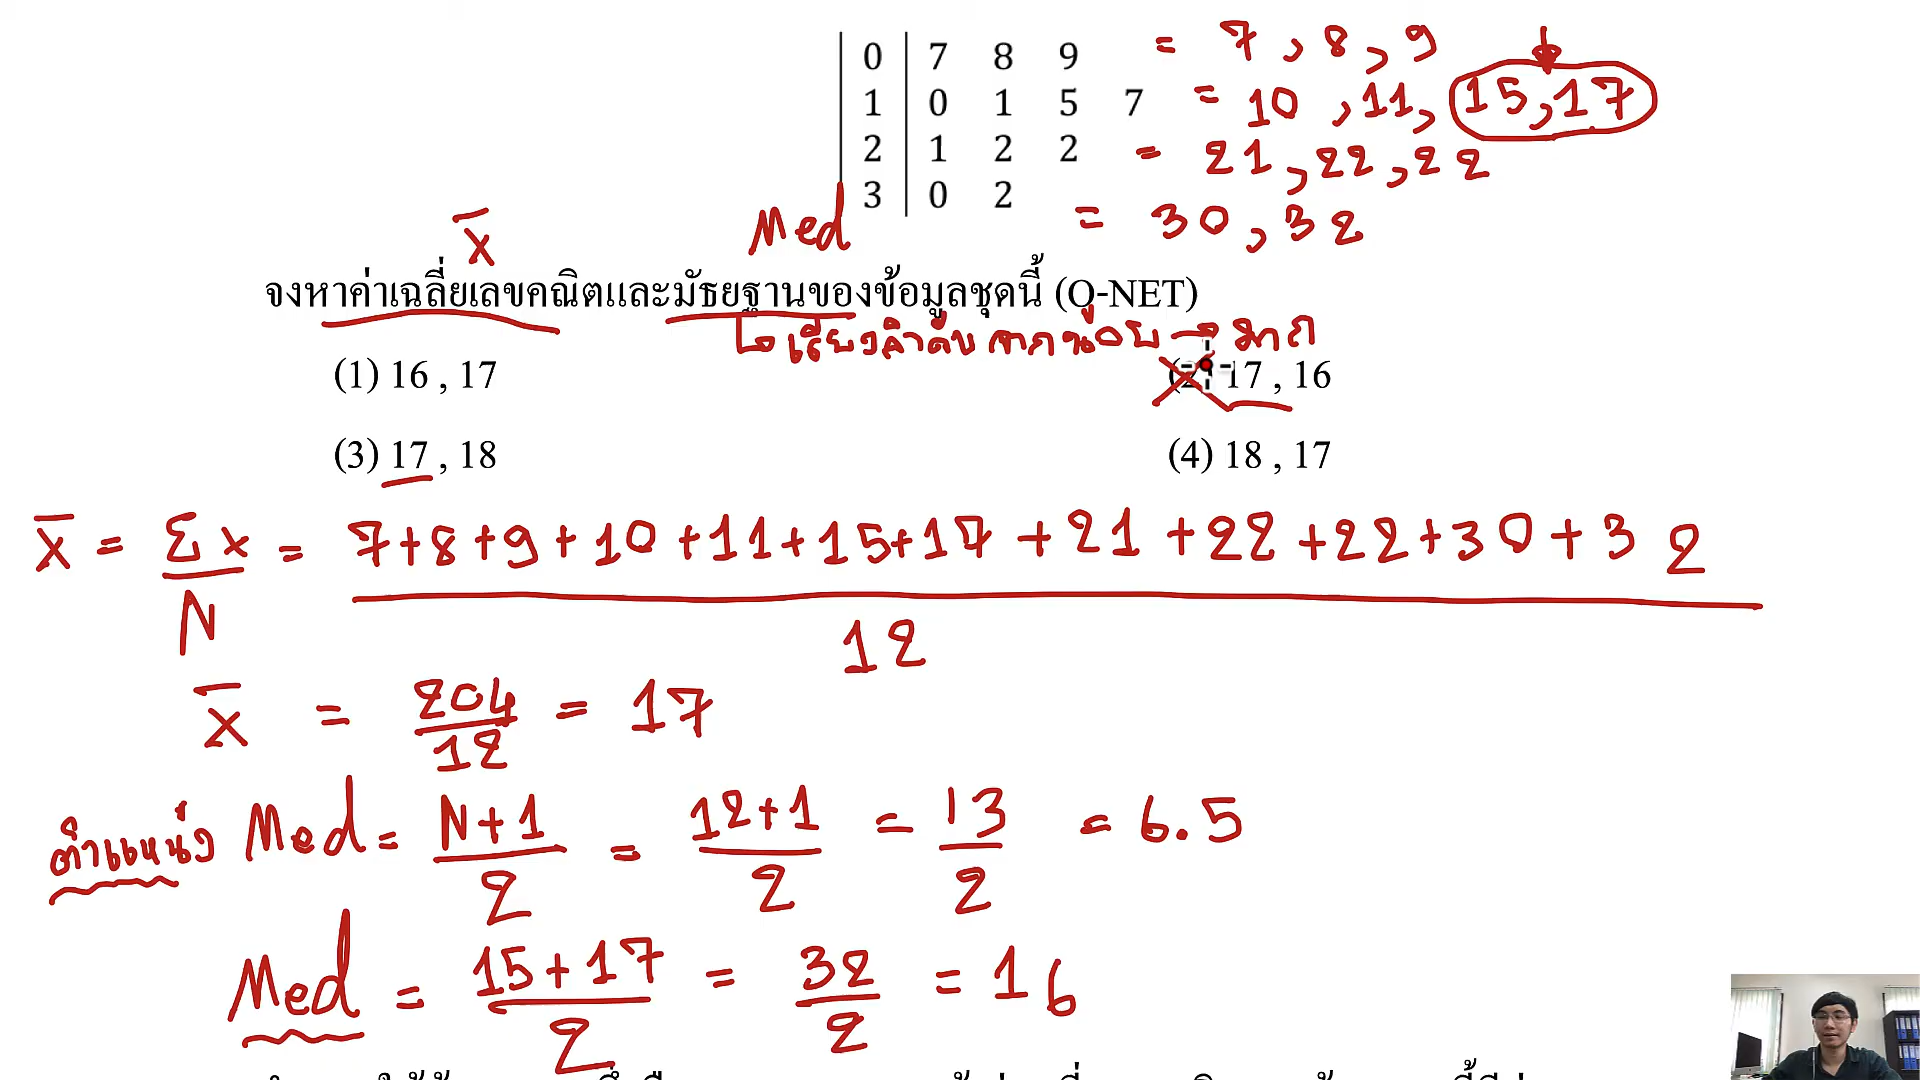 0 7 8 9 = 7 , 8 , 9
1 0 1 5 7 = 10 , 11, 15,17
2 1 2 2 = 21,22,22
3 0 2 = 30,32
x̄ Med
จงหาค่าเฉลี่ยเลขคณิตและมัธยฐานของข้อมูลชุดนี้ (O-NET)
เรียงลำดับจากน้อย → มาก
(1) 16 , 17
(2) 17 , 16
(3) 17 , 18
(4) 18 , 17
x̄ = Σx/N = 7+8+9+10+11+15+17+21+22+22+30+32/12
x̄ = 204/12 = 17
ตำแหน่ง Med = N+1/2 = 12+1/2 = 13/2 = 6.5
Med = 15+17/2 = 32/2 = 16